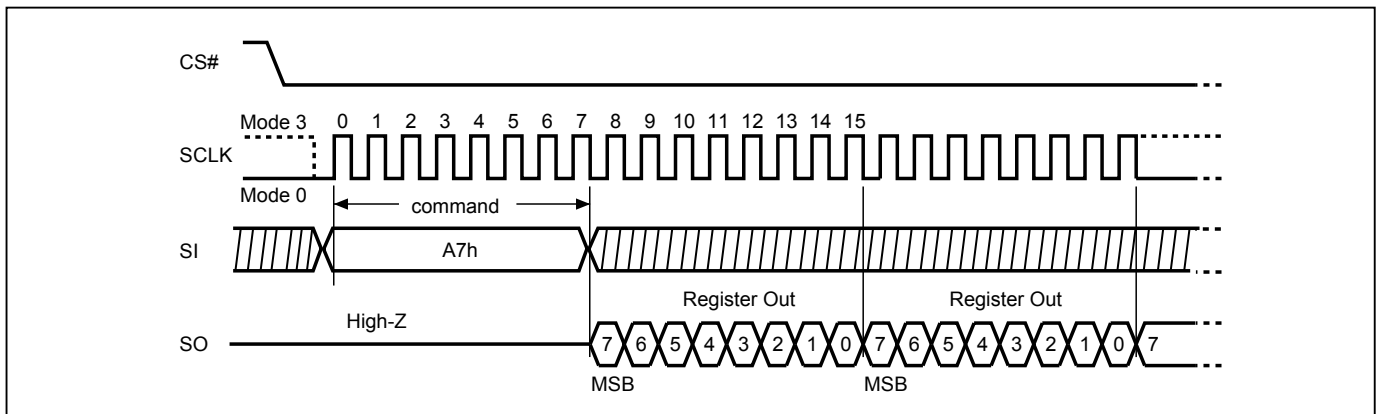 CS#
Mode 3 0 1 2 3 4 5 6 7 8 9 10 11 12 13 14 15
SCLK
Mode 0
command
SI A7h
Register Out Register Out
High-Z
SO 7 6 5 4 3 2 1 0 7 6 5 4 3 2 1 0 7
MSB MSB